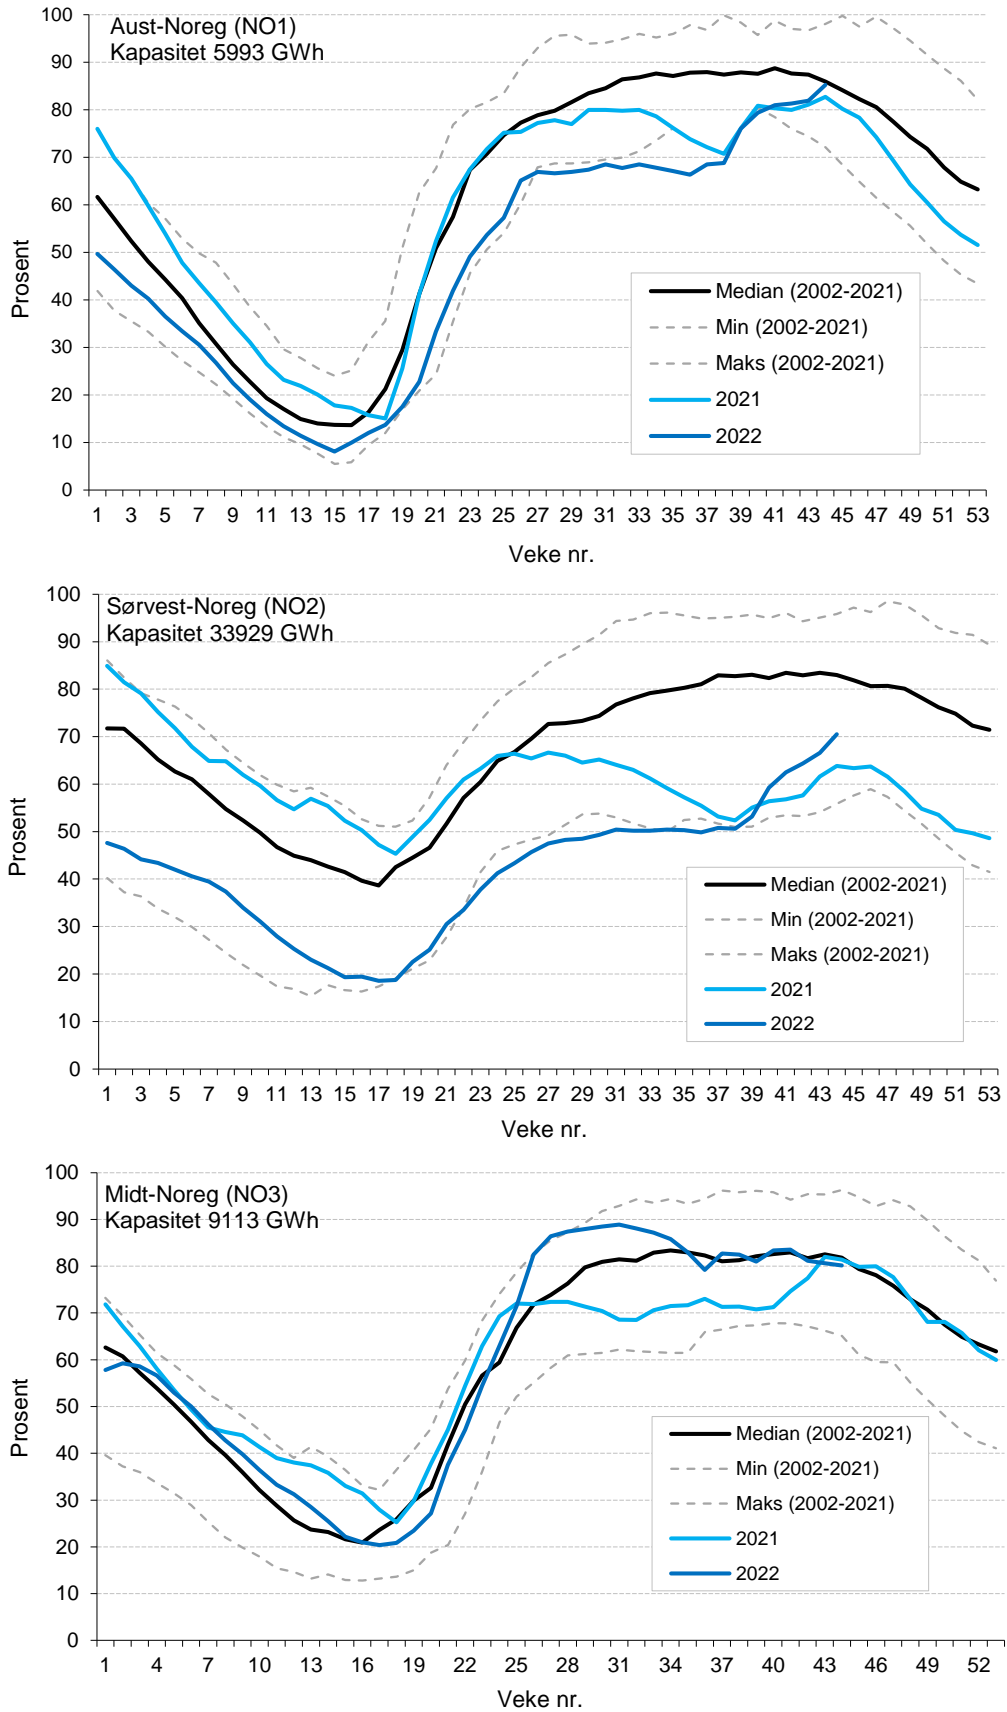 Aust-Noreg (NO1)
Kapasitet 5993 GWh
Prosent
100
90
80
70
60
50
40
30
20
10
0
Median (2002-2021)
Min (2002-2021)
Maks (2002-2021)
2021
2022
1 3 5 7 9 11 13 15 17 19 21 23 25 27 29 31 33 35 37 39 41 43 45 47 49 51 53
Veke nr.
Sørvest-Noreg (NO2)
Kapasitet 33929 GWh
Prosent
100
90
80
70
60
50
40
30
20
10
0
Median (2002-2021)
Min (2002-2021)
Maks (2002-2021)
2021
2022
1 3 5 7 9 11 13 15 17 19 21 23 25 27 29 31 33 35 37 39 41 43 45 47 49 51 53
Veke nr.
Midt-Noreg (NO3)
Kapasitet 9113 GWh
Prosent
100
90
80
70
60
50
40
30
20
10
0
Median (2002-2021)
Min (2002-2021)
Maks (2002-2021)
2021
2022
1 4 7 10 13 16 19 22 25 28 31 34 37 40 43 46 49 52
Veke nr.